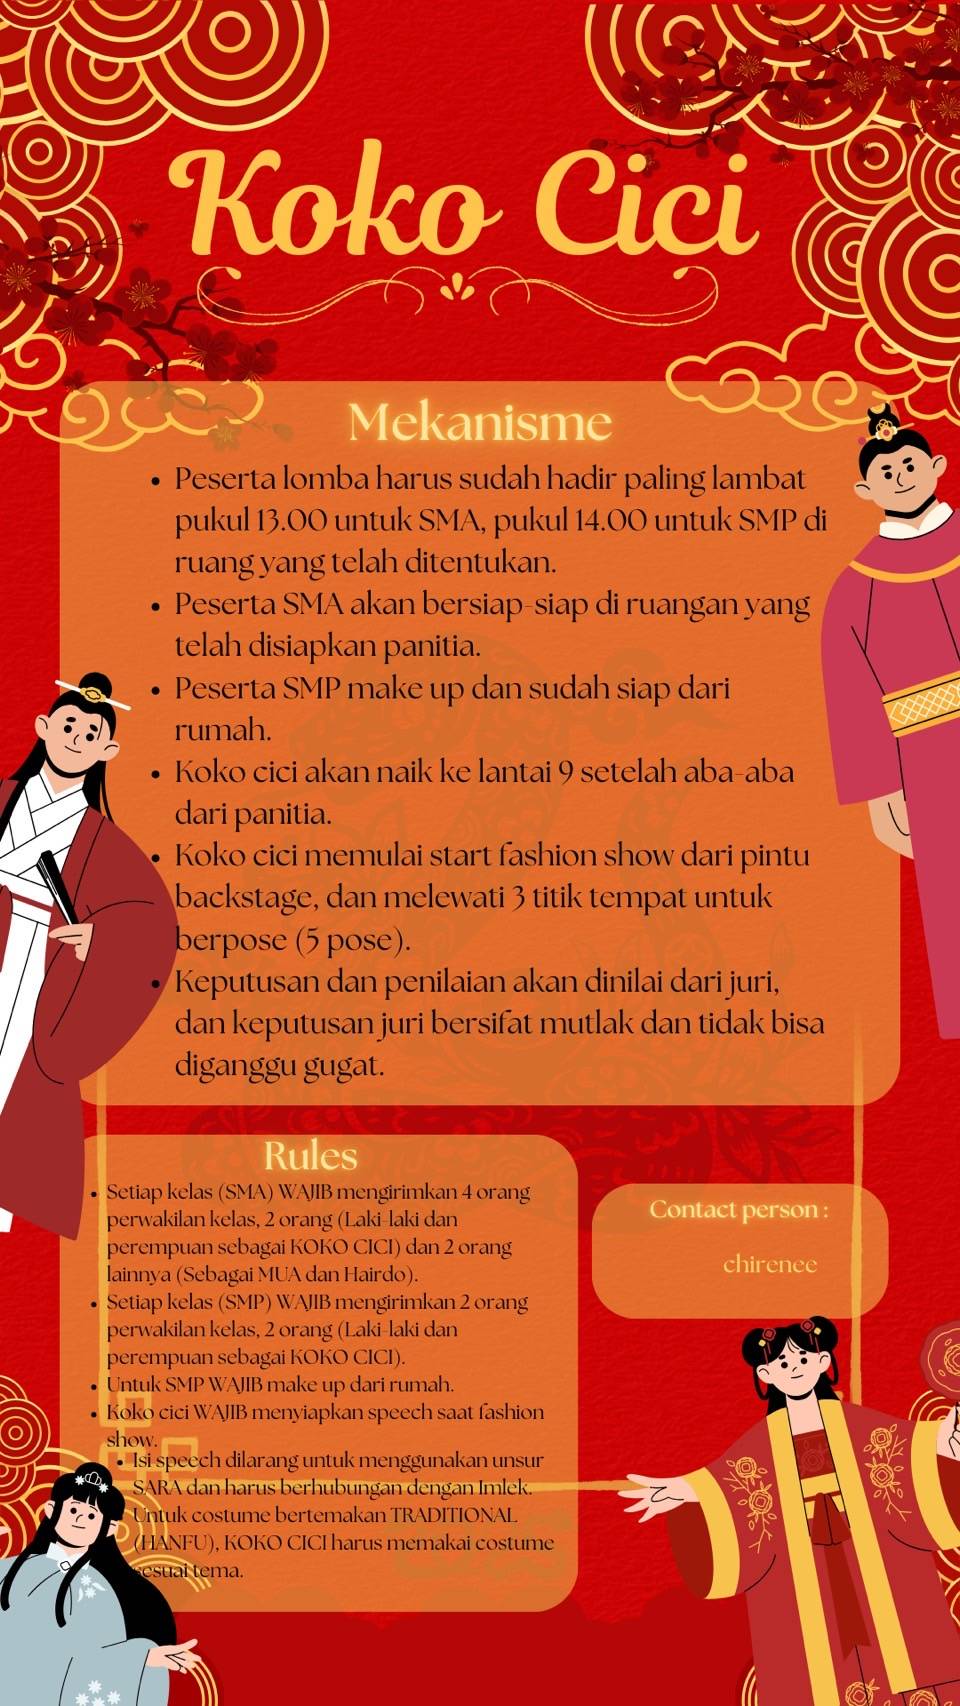 Koko Cici
Mekanisme
• Peserta lomba harus sudah hadir paling lambat
pukul 13.00 untuk SMA, pukul 14.00 untuk SMP di
ruang yang telah ditentukan.
• Peserta SMA akan bersiap-siap di ruangan yang
telah disiapkan panitia.
• Peserta SMP make up dan sudah siap dari
rumah.
• Koko cici akan naik ke lantai 9 setelah aba-aba
dari panitia.
• Koko cici memulai start fashion show dari pintu
backstage, dan melewati 3 titik tempat untuk
berpose (5 pose).
• Keputusan dan penilaian akan dinilai dari juri,
dan keputusan juri bersifat mutlak dan tidak bisa
diganggu gugat.
Rules
• Setiap kelas (SMA) WAJIB mengirimkan 4 orang
perwakilan kelas, 2 orang (Laki-laki dan
perempuan sebagai KOKO CICI) dan 2 orang
lainnya (Sebagai MUA dan Hairdo).
• Setiap kelas (SMP) WAJIB mengirimkan 2 orang
perwakilan kelas, 2 orang (Laki-laki dan
perempuan sebagai KOKO CICI).
• Untuk SMP WAJIB make up dari rumah.
• Koko cici WAJIB menyiapkan speech saat fashion
show.
• Isi speech dilarang untuk menggunakan unsur
SARA dan harus berhubungan dengan Imlek.
Untuk costume bertemakan TRADITIONAL
(HANFU), KOKO CICI harus memakai costume
sesuai tema.
Contact person :
chirenee